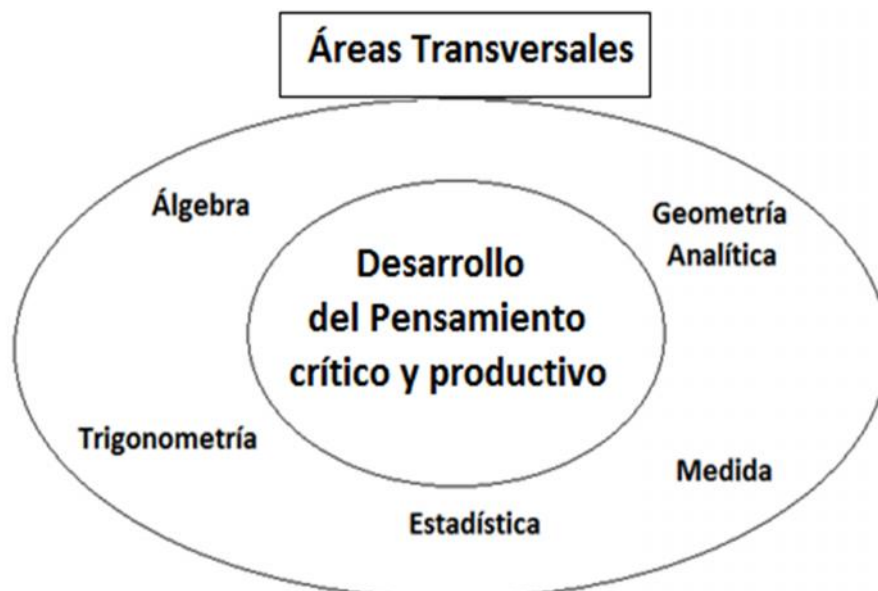 Áreas Transversales
Álgebra
Geometría
Analítica
Desarrollo
del Pensamiento
crítico y productivo
Trigonometría
Medida
Estadística